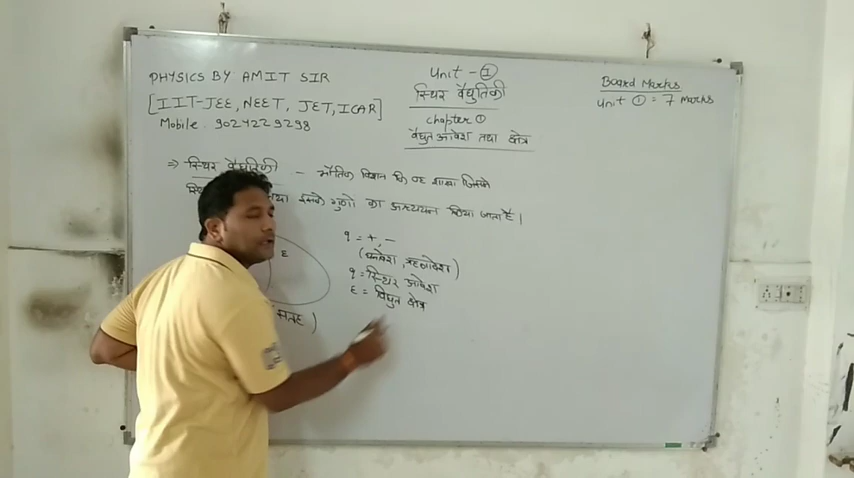 PHYSICS BY AMIT SIR
[IIT-JEE, NEET, JET, ICAR]
Mobile. 9024229298
Unit - ①
स्थिर वैद्युतिकी
chapter ①
वैद्युत आवेश तथा क्षेत्र
Board Marks
Unit ① = 7 Marks
⇒ स्थिर वैद्युतिकी - भौतिक विज्ञान कि वह शाखा जिसमे
स्थि तथा इसके गुणो का अध्ययन किया जाता है।
q = +, -
(धनावेश, ऋणावेश)
q = स्थिर आवेश
E = विद्युत क्षेत्र
E
सतह)